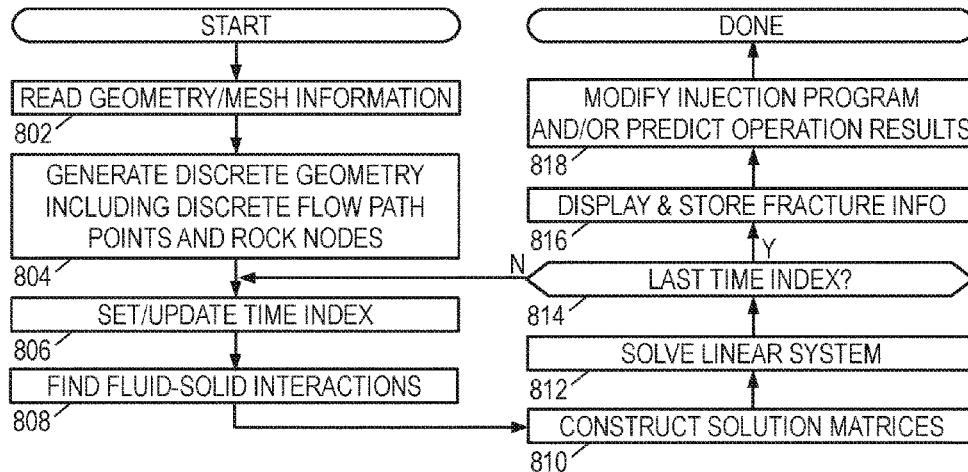 START
READ GEOMETRY/MESH INFORMATION
802
GENERATE DISCRETE GEOMETRY
INCLUDING DISCRETE FLOW PATH
POINTS AND ROCK NODES
804
SET/UPDATE TIME INDEX
806
FIND FLUID-SOLID INTERACTIONS
808
DONE
MODIFY INJECTION PROGRAM
AND/OR PREDICT OPERATION RESULTS
818
DISPLAY & STORE FRACTURE INFO
816
Y
N
LAST TIME INDEX?
814
SOLVE LINEAR SYSTEM
812
CONSTRUCT SOLUTION MATRICES
810